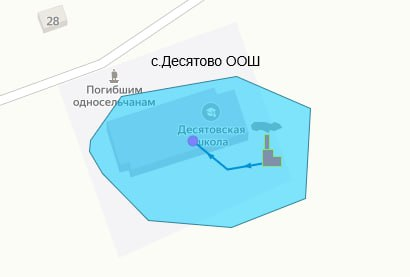 28
с.Десятово ООШ
Погибшим
односельчанам
Десятовская
школа